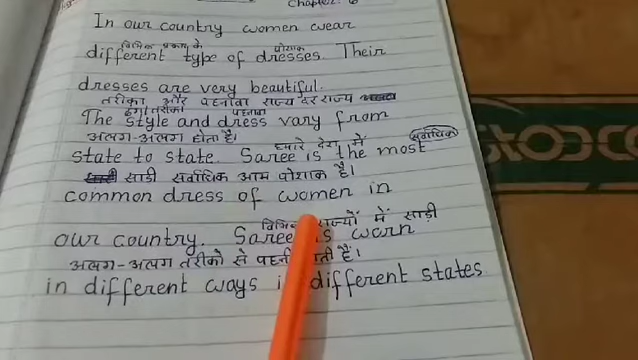 Chapter: 6
In our country women wear
विभिन्न प्रकार के पोशाक
different type of dresses. Their
dresses are very beautiful.
तरीका और पहनावा राज्य दर राज्य
ढंग/तरीका पहनावा
The style and dress vary from
अलग-अलग होता है। हमारे देश में सर्वाधिक
state to state. Saree is the most
साड़ी सर्वाधिक आम पोशाक है।
common dress of women in
राज्यों में साड़ी
our country. Saree is worn
अलग-अलग तरीकों से पहनी जाती हैं।
in different ways in different states